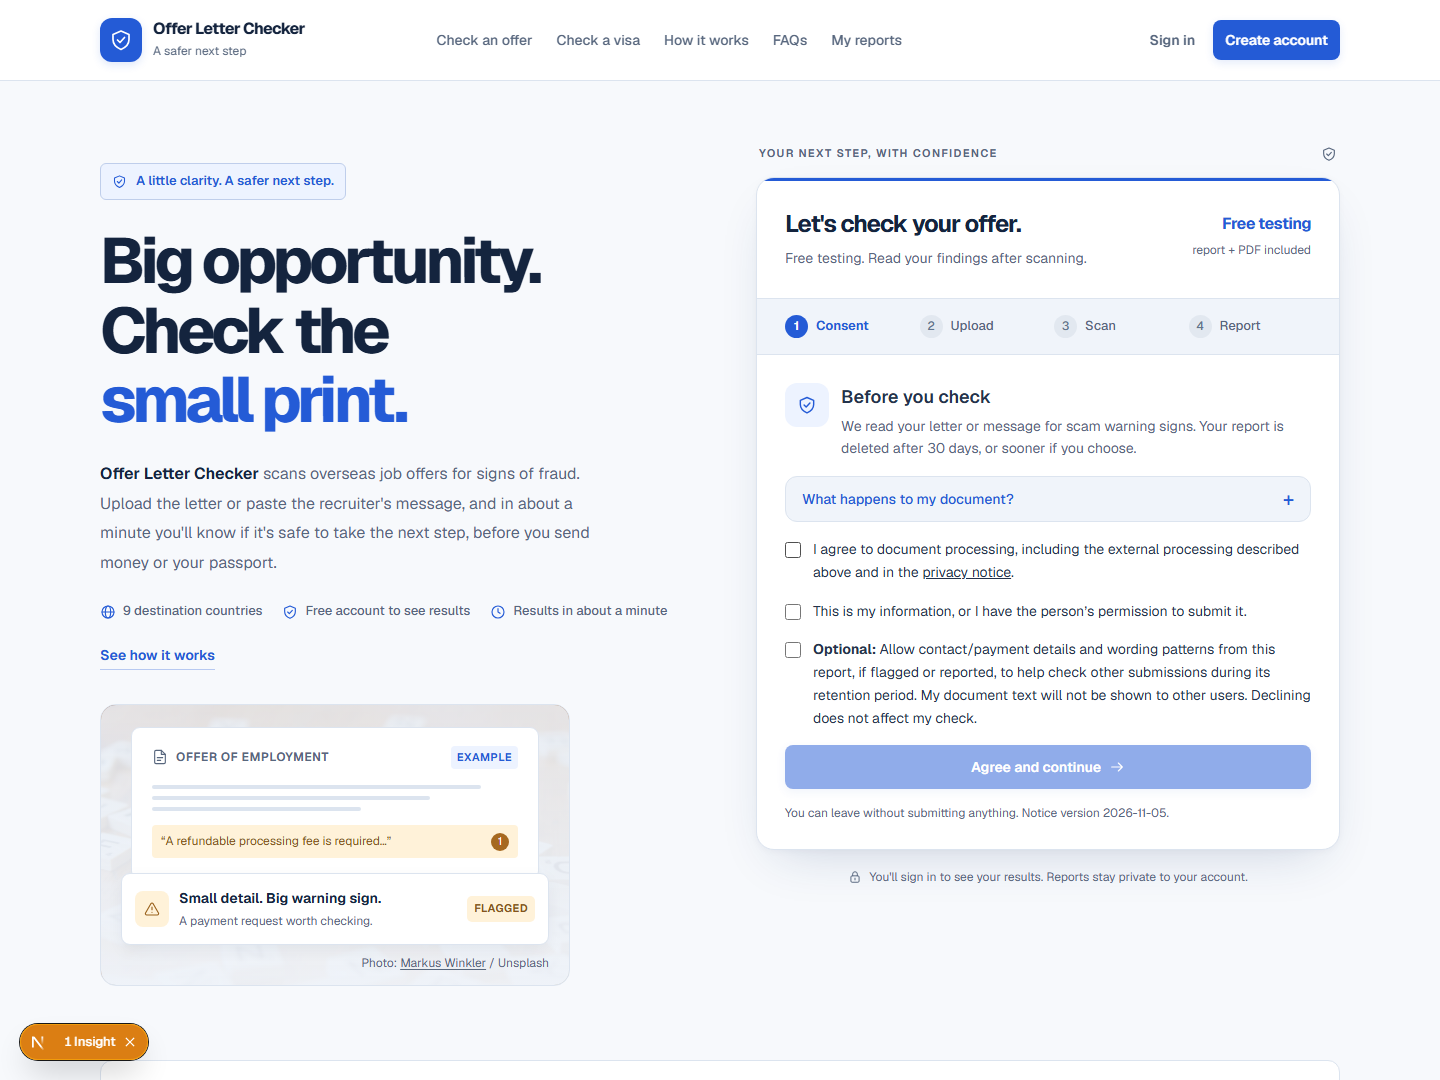 Offer Letter Checker
A safer next step
Check an offer
Check a visa
How it works
FAQs
My reports
Sign in
Create account
A little clarity. A safer next step.
Big opportunity.
Check the
small print.
Offer Letter Checker scans overseas job offers for signs of fraud.
Upload the letter or paste the recruiter's message, and in about a
minute you'll know if it's safe to take the next step, before you send
money or your passport.
9 destination countries
Free account to see results
Results in about a minute
See how it works
OFFER OF EMPLOYMENT
EXAMPLE
“A refundable processing fee is required…”
1
Small detail. Big warning sign.
A payment request worth checking.
FLAGGED
Photo: Markus Winkler / Unsplash
YOUR NEXT STEP, WITH CONFIDENCE
Let's check your offer.
Free testing. Read your findings after scanning.
Free testing
report + PDF included
1 Consent
2 Upload
3 Scan
4 Report
Before you check
We read your letter or message for scam warning signs. Your report is
deleted after 30 days, or sooner if you choose.
What happens to my document?
+
I agree to document processing, including the external processing described
above and in the privacy notice.
This is my information, or I have the person's permission to submit it.
Optional: Allow contact/payment details and wording patterns from this
report, if flagged or reported, to help check other submissions during its
retention period. My document text will not be shown to other users. Declining
does not affect my check.
Agree and continue →
You can leave without submitting anything. Notice version 2026-11-05.
You'll sign in to see your results. Reports stay private to your account.
N 1 Insight ×